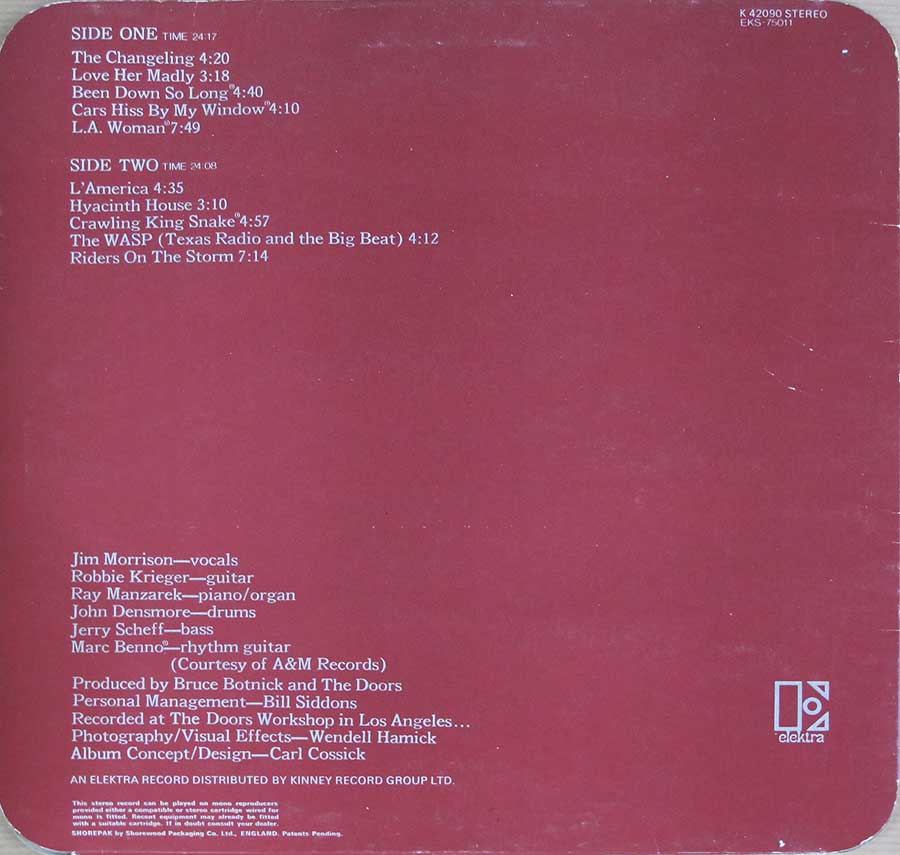 K 42090 STEREO
EKS-75011
SIDE ONE TIME 24:17
The Changeling 4:20
Love Her Madly 3:18
Been Down So Long®4:40
Cars Hiss By My Window®4:10
L.A. Woman®7:49
SIDE TWO TIME 24:08
L'America 4:35
Hyacinth House 3:10
Crawling King Snake®4:57
The WASP (Texas Radio and the Big Beat) 4:12
Riders On The Storm 7:14
Jim Morrison—vocals
Robbie Krieger—guitar
Ray Manzarek—piano/organ
John Densmore—drums
Jerry Scheff—bass
Marc Benno®—rhythm guitar
(Courtesy of A&M Records)
Produced by Bruce Botnick and The Doors
Personal Management—Bill Siddons
Recorded at The Doors Workshop in Los Angeles...
Photography/Visual Effects—Wendell Hamick
Album Concept/Design—Carl Cossick
elektra
AN ELEKTRA RECORD DISTRIBUTED BY KINNEY RECORD GROUP LTD.
This stereo record can be played on mono reproducers
provided either a compatible or stereo cartridge wired for
mono is fitted. Recent equipment may already be fitted
with a suitable cartridge. If in doubt consult your dealer.
SHOREPAK by Shorewood Packaging Co. Ltd., ENGLAND. Patents Pending.